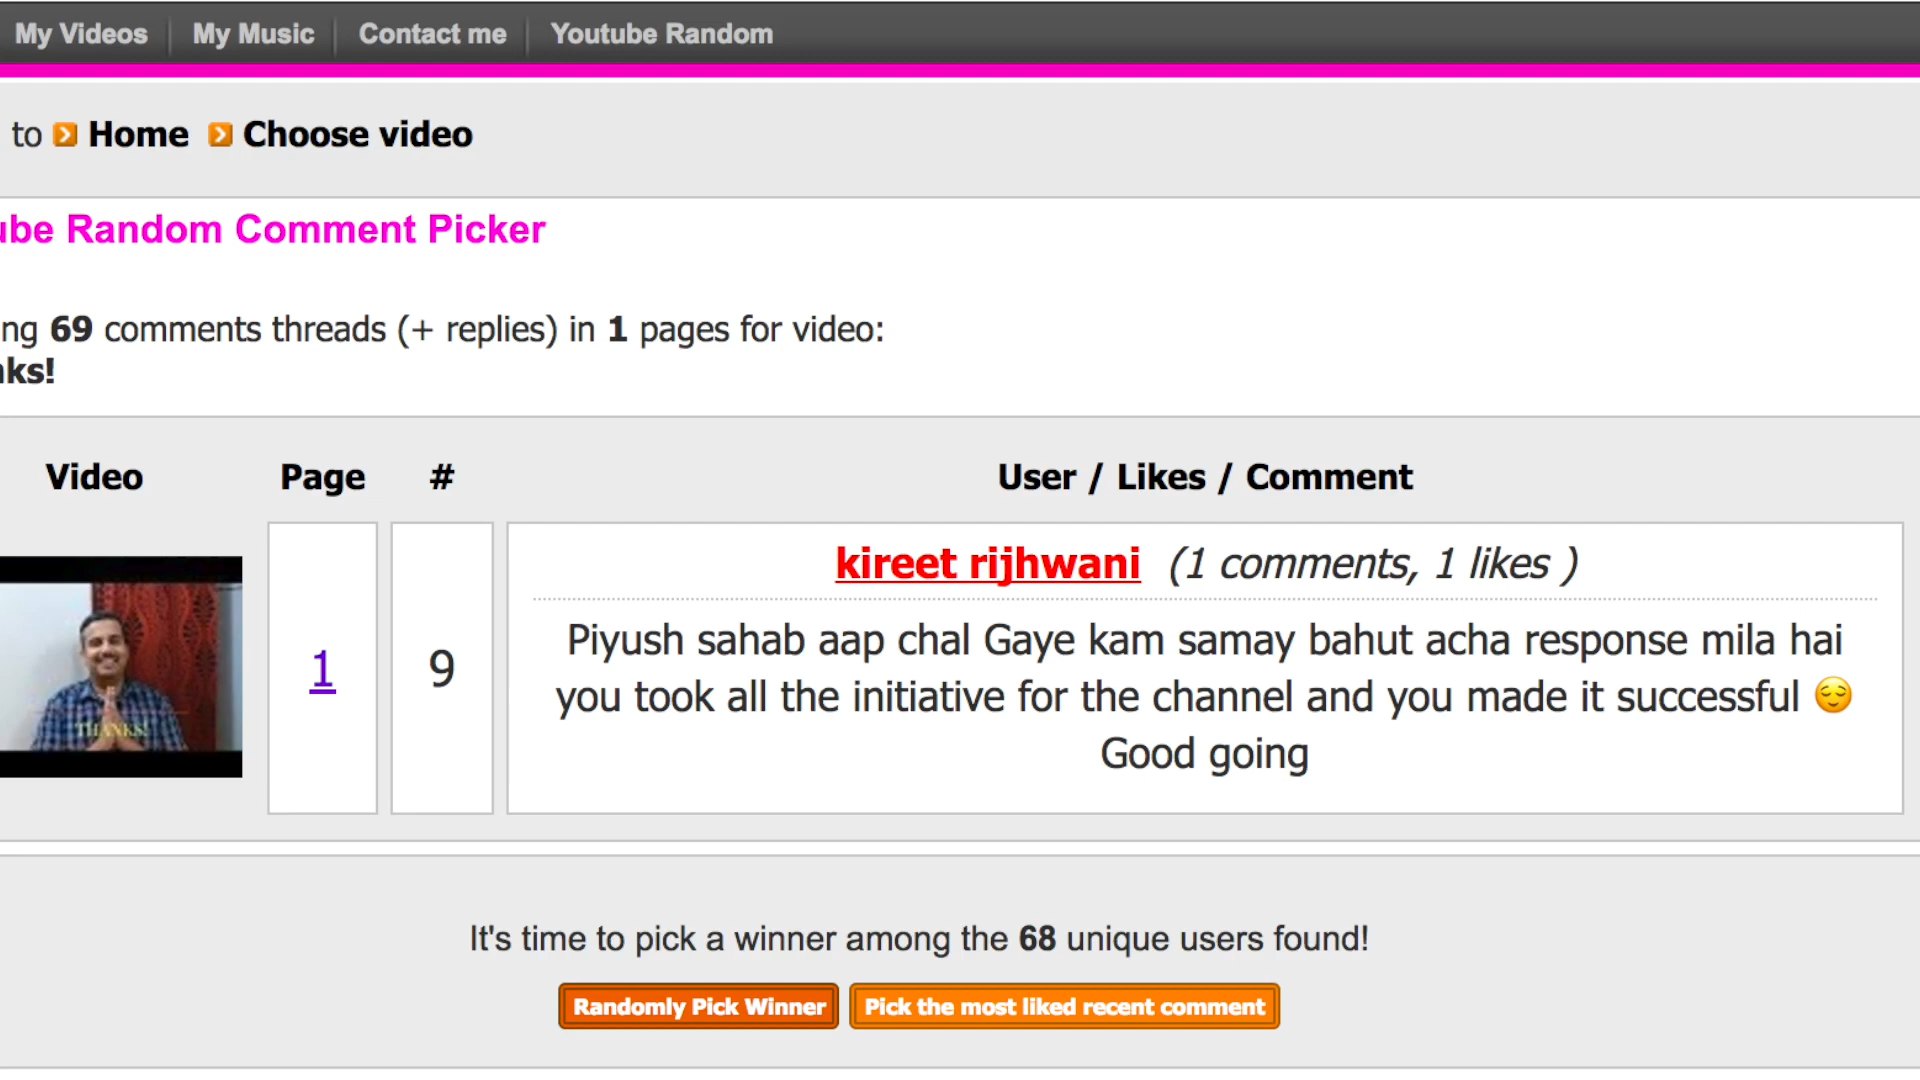 My Videos
My Music
Contact me
Youtube Random
to Home Choose video
ube Random Comment Picker
ng 69 comments threads (+ replies) in 1 pages for video:
nks!
Video
Page
#
User / Likes / Comment
THANKS!
1
9
kireet rijhwani (1 comments, 1 likes )
Piyush sahab aap chal Gaye kam samay bahut acha response mila hai
you took all the initiative for the channel and you made it successful 😌
Good going
It's time to pick a winner among the 68 unique users found!
Randomly Pick Winner
Pick the most liked recent comment